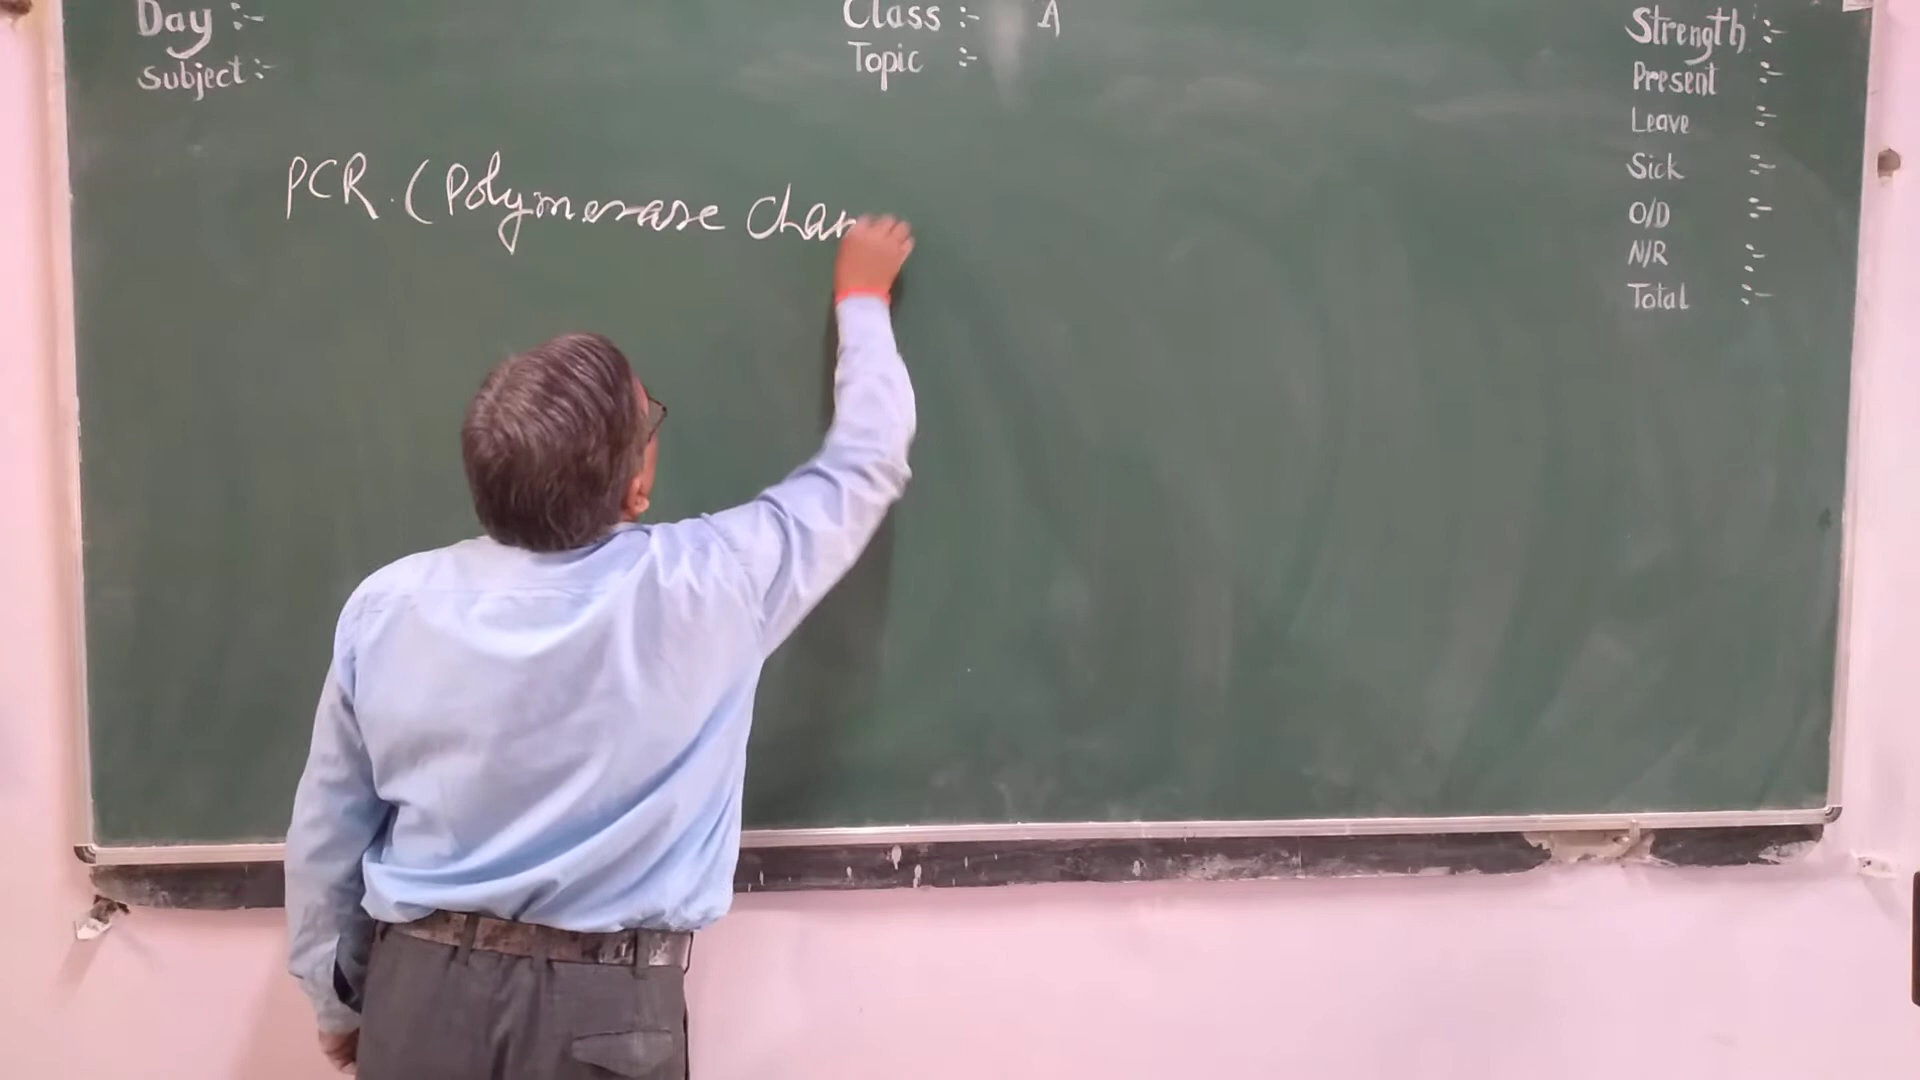 Day :-
Subject :-
Class :- A
Topic :-
Strength :-
Present
Leave
Sick
O/D
N/R
Total
PCR. (Polymerase Chan